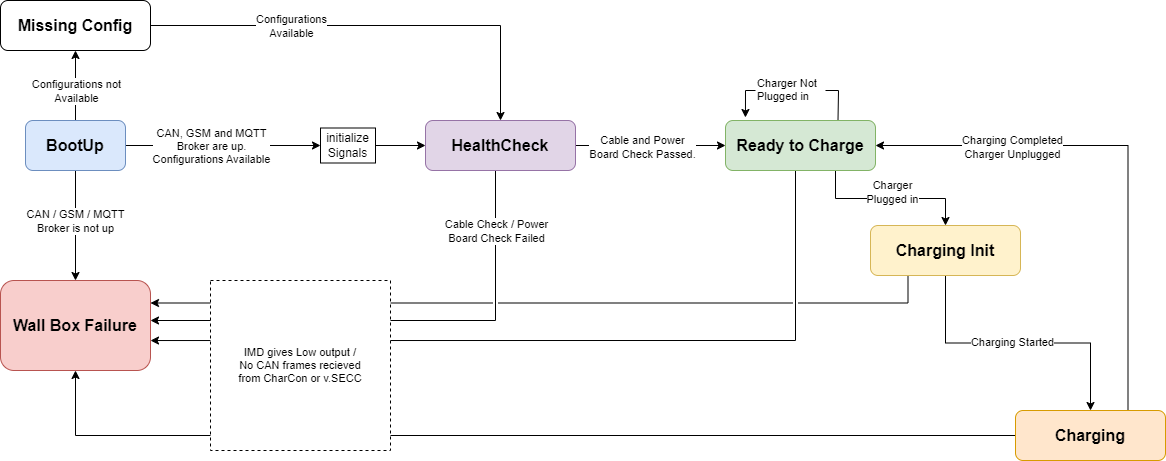 Missing Config
Configurations
Available
Configurations not
Available
Charger Not
Plugged in
BootUp
CAN, GSM and MQTT
Broker are up.
Configurations Available
initialize
Signals
HealthCheck
Cable and Power
Board Check Passed.
Ready to Charge
Charging Completed
Charger Unplugged
Charger
Plugged in
CAN / GSM / MQTT
Broker is not up
Cable Check / Power
Board Check Failed
Charging Init
Wall Box Failure
IMD gives Low output /
No CAN frames recieved
from CharCon or v.SECC
Charging Started
Charging